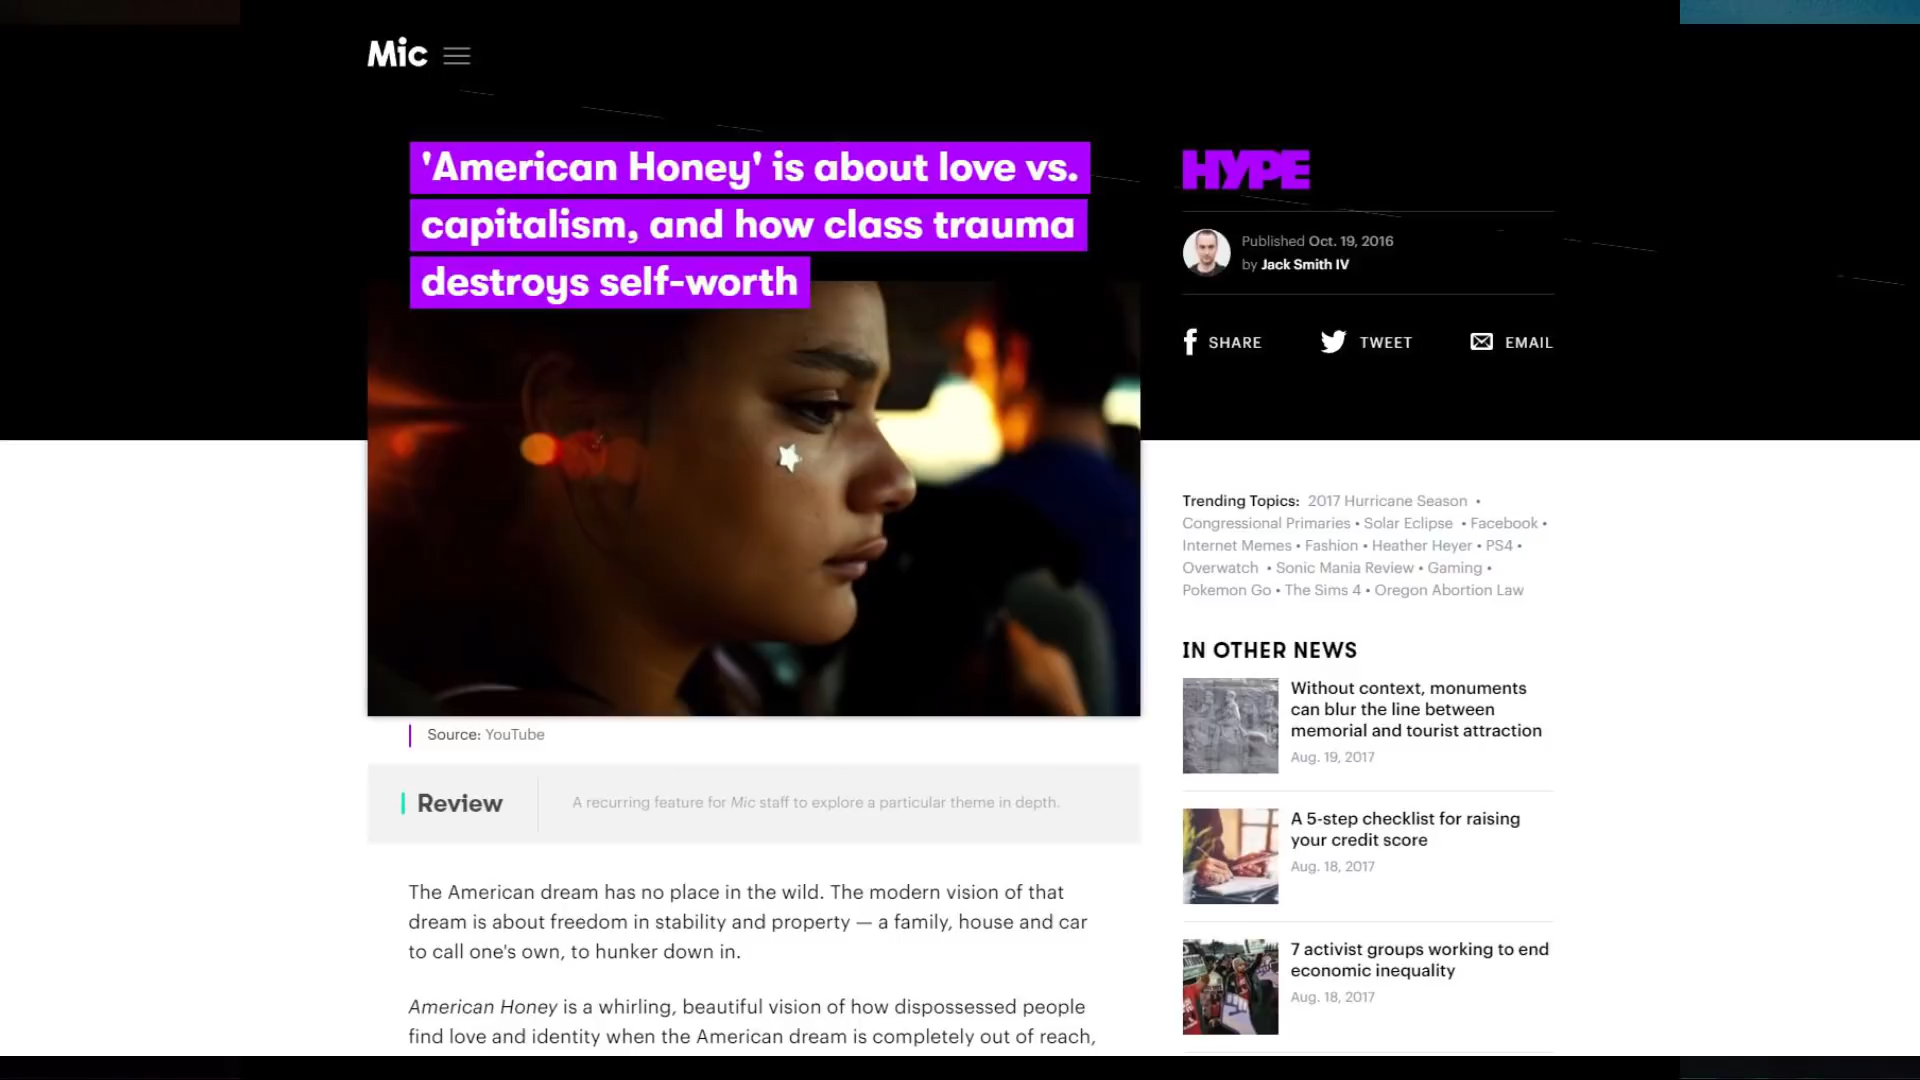 Mic
'American Honey' is about love vs.
capitalism, and how class trauma
destroys self-worth
HYPE
Published Oct. 19, 2016
by Jack Smith IV
SHARE
TWEET
EMAIL
Source: YouTube
Review
A recurring feature for Mic staff to explore a particular theme in depth.
The American dream has no place in the wild. The modern vision of that
dream is about freedom in stability and property — a family, house and car
to call one's own, to hunker down in.
American Honey is a whirling, beautiful vision of how dispossessed people
find love and identity when the American dream is completely out of reach,
Trending Topics: 2017 Hurricane Season •
Congressional Primaries • Solar Eclipse • Facebook •
Internet Memes • Fashion • Heather Heyer • PS4 •
Overwatch • Sonic Mania Review • Gaming •
Pokemon Go • The Sims 4 • Oregon Abortion Law
IN OTHER NEWS
Without context, monuments
can blur the line between
memorial and tourist attraction
Aug. 19, 2017
A 5-step checklist for raising
your credit score
Aug. 18, 2017
7 activist groups working to end
economic inequality
Aug. 18, 2017